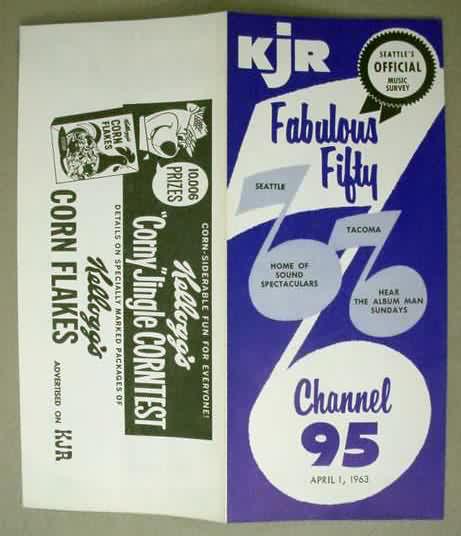 KJR
SEATTLE'S
OFFICIAL
MUSIC
SURVEY
Fabulous
Fifty
SEATTLE
TACOMA
HOME OF
SOUND
SPECTACULARS
HEAR
THE ALBUM MAN
SUNDAYS
Channel
95
APRIL 1, 1963
10,006
PRIZES
CORN-SIDERABLE FUN FOR EVERYONE!
Kellogg's
"Corny" Jingle CORNTEST
DETAILS ON SPECIALLY MARKED PACKAGES OF
Kellogg's
CORN FLAKES
ADVERTISED ON KJR
Kellogg's
CORN
FLAKES